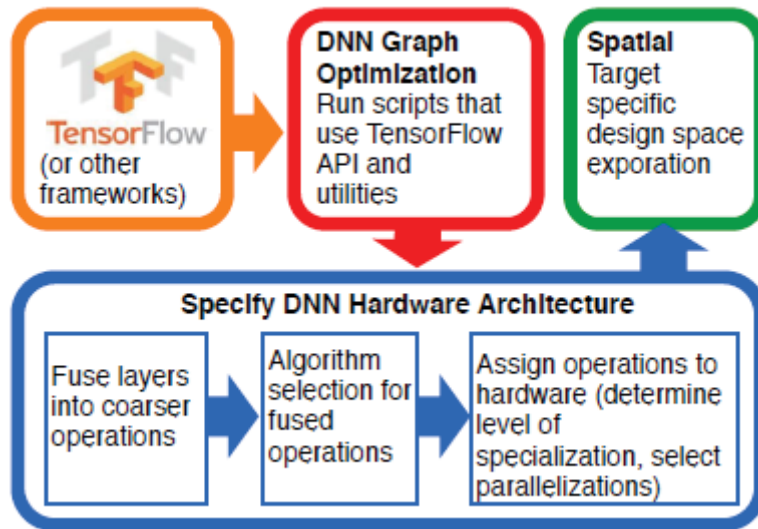 TensorFlow
(or other
frameworks)
DNN Graph
Optimization
Run scripts that
use TensorFlow
API and
utilities
Spatial
Target
specific
design space
exporation
Specify DNN Hardware Architecture
Fuse layers
into coarser
operations
Algorithm
selection for
fused
operations
Assign operations to
hardware (determine
level of
specialization, select
parallelizations)